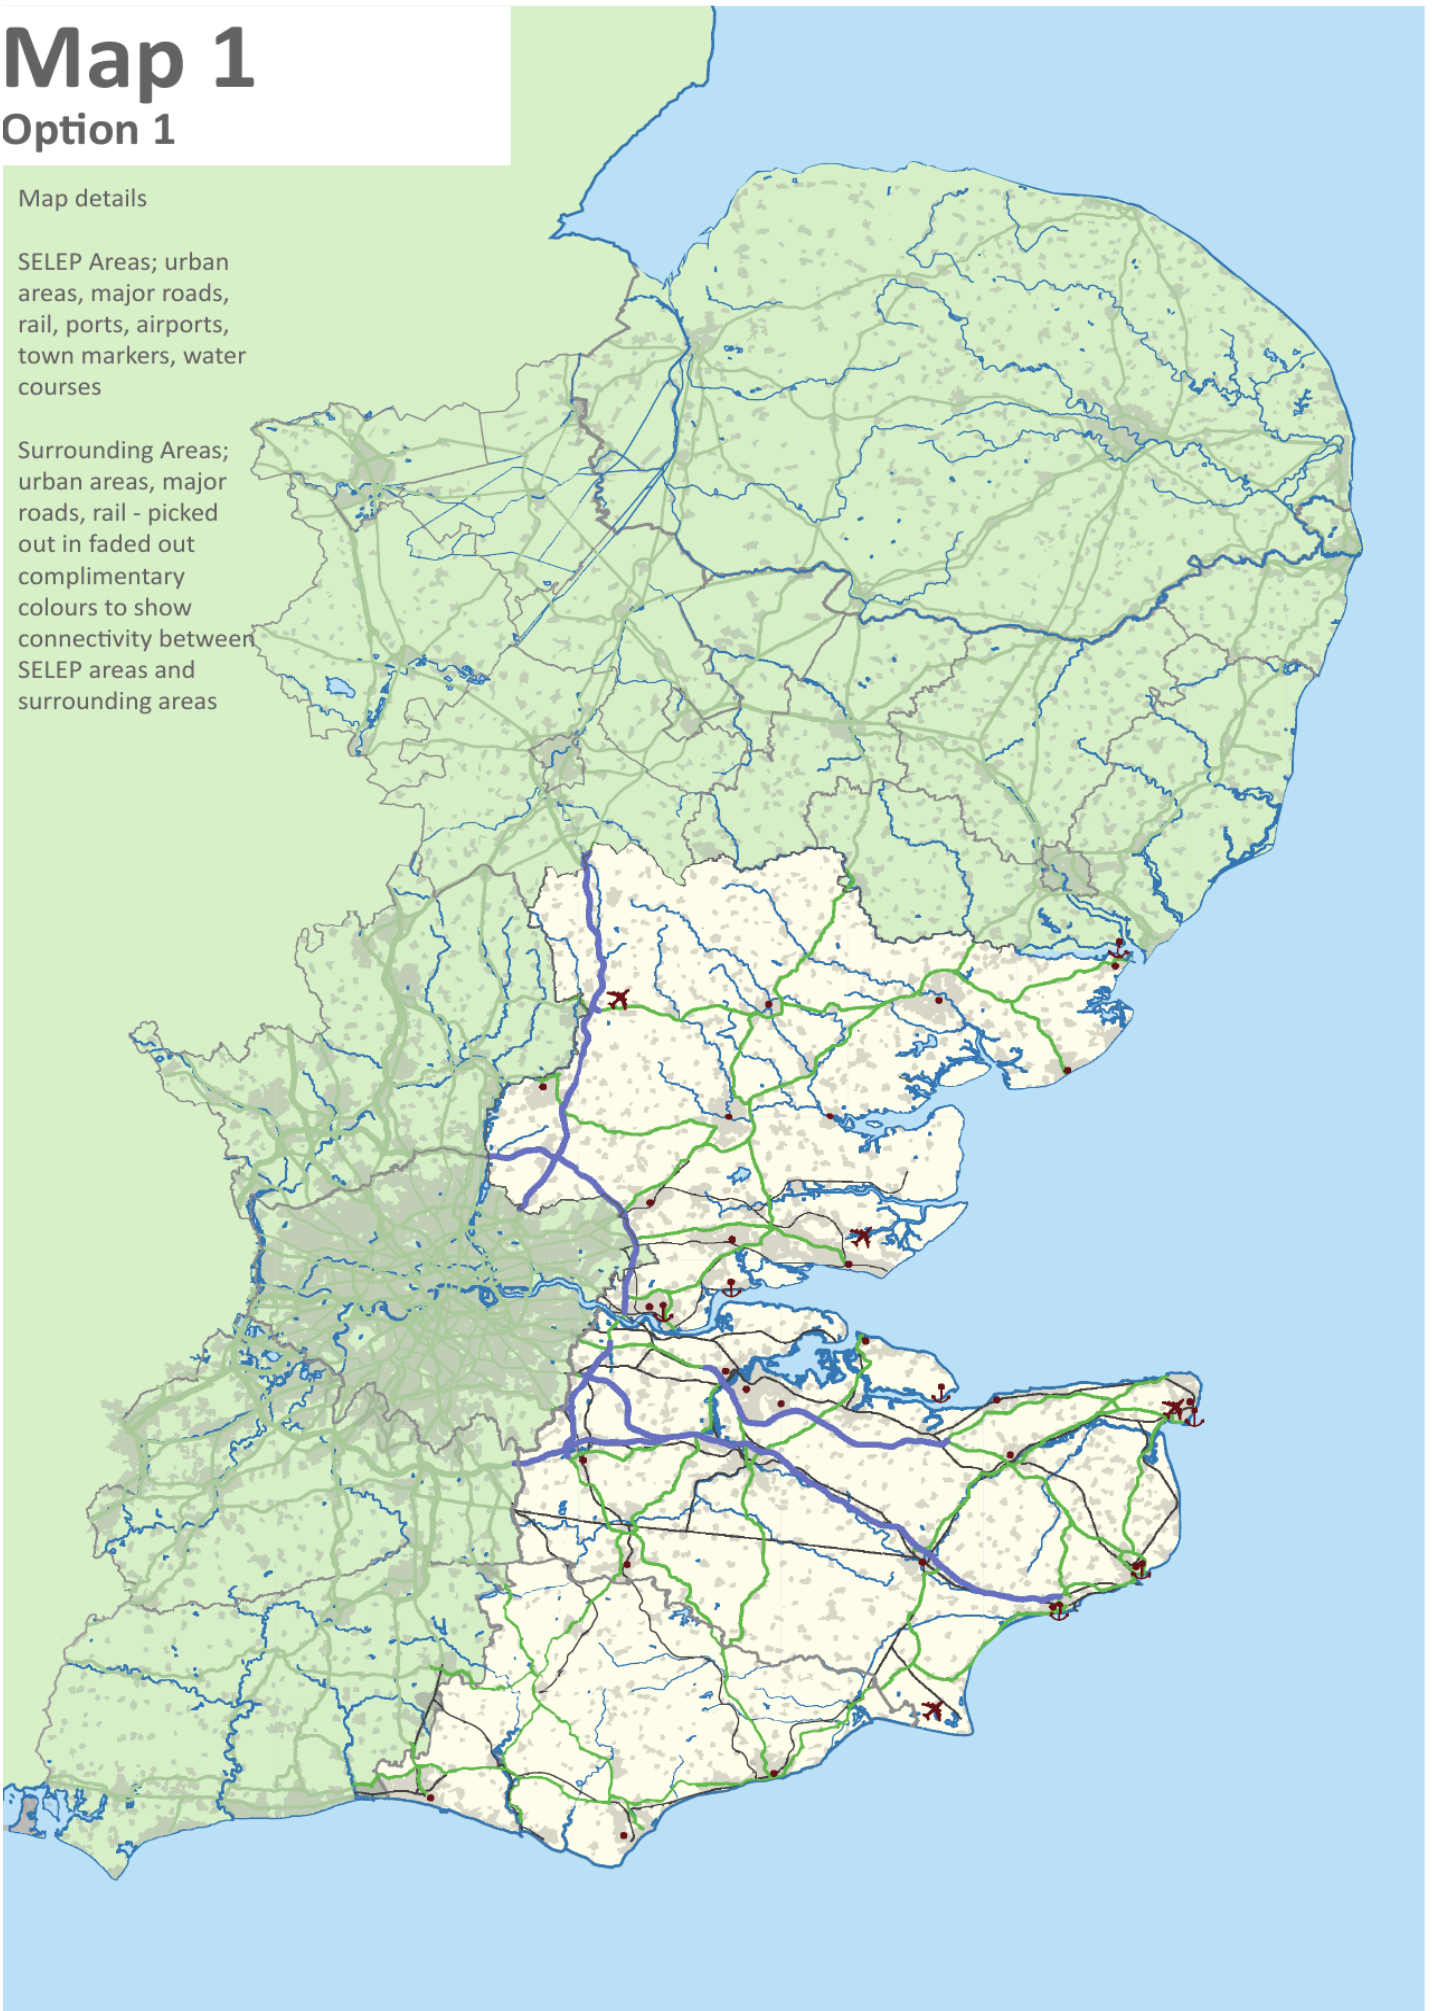 Map 1
Option 1
Map details
SELEP Areas; urban
areas, major roads,
rail, ports, airports,
town markers, water
courses
Surrounding Areas;
urban areas, major
roads, rail - picked
out in faded out
complimentary
colours to show
connectivity between
SELEP areas and
surrounding areas